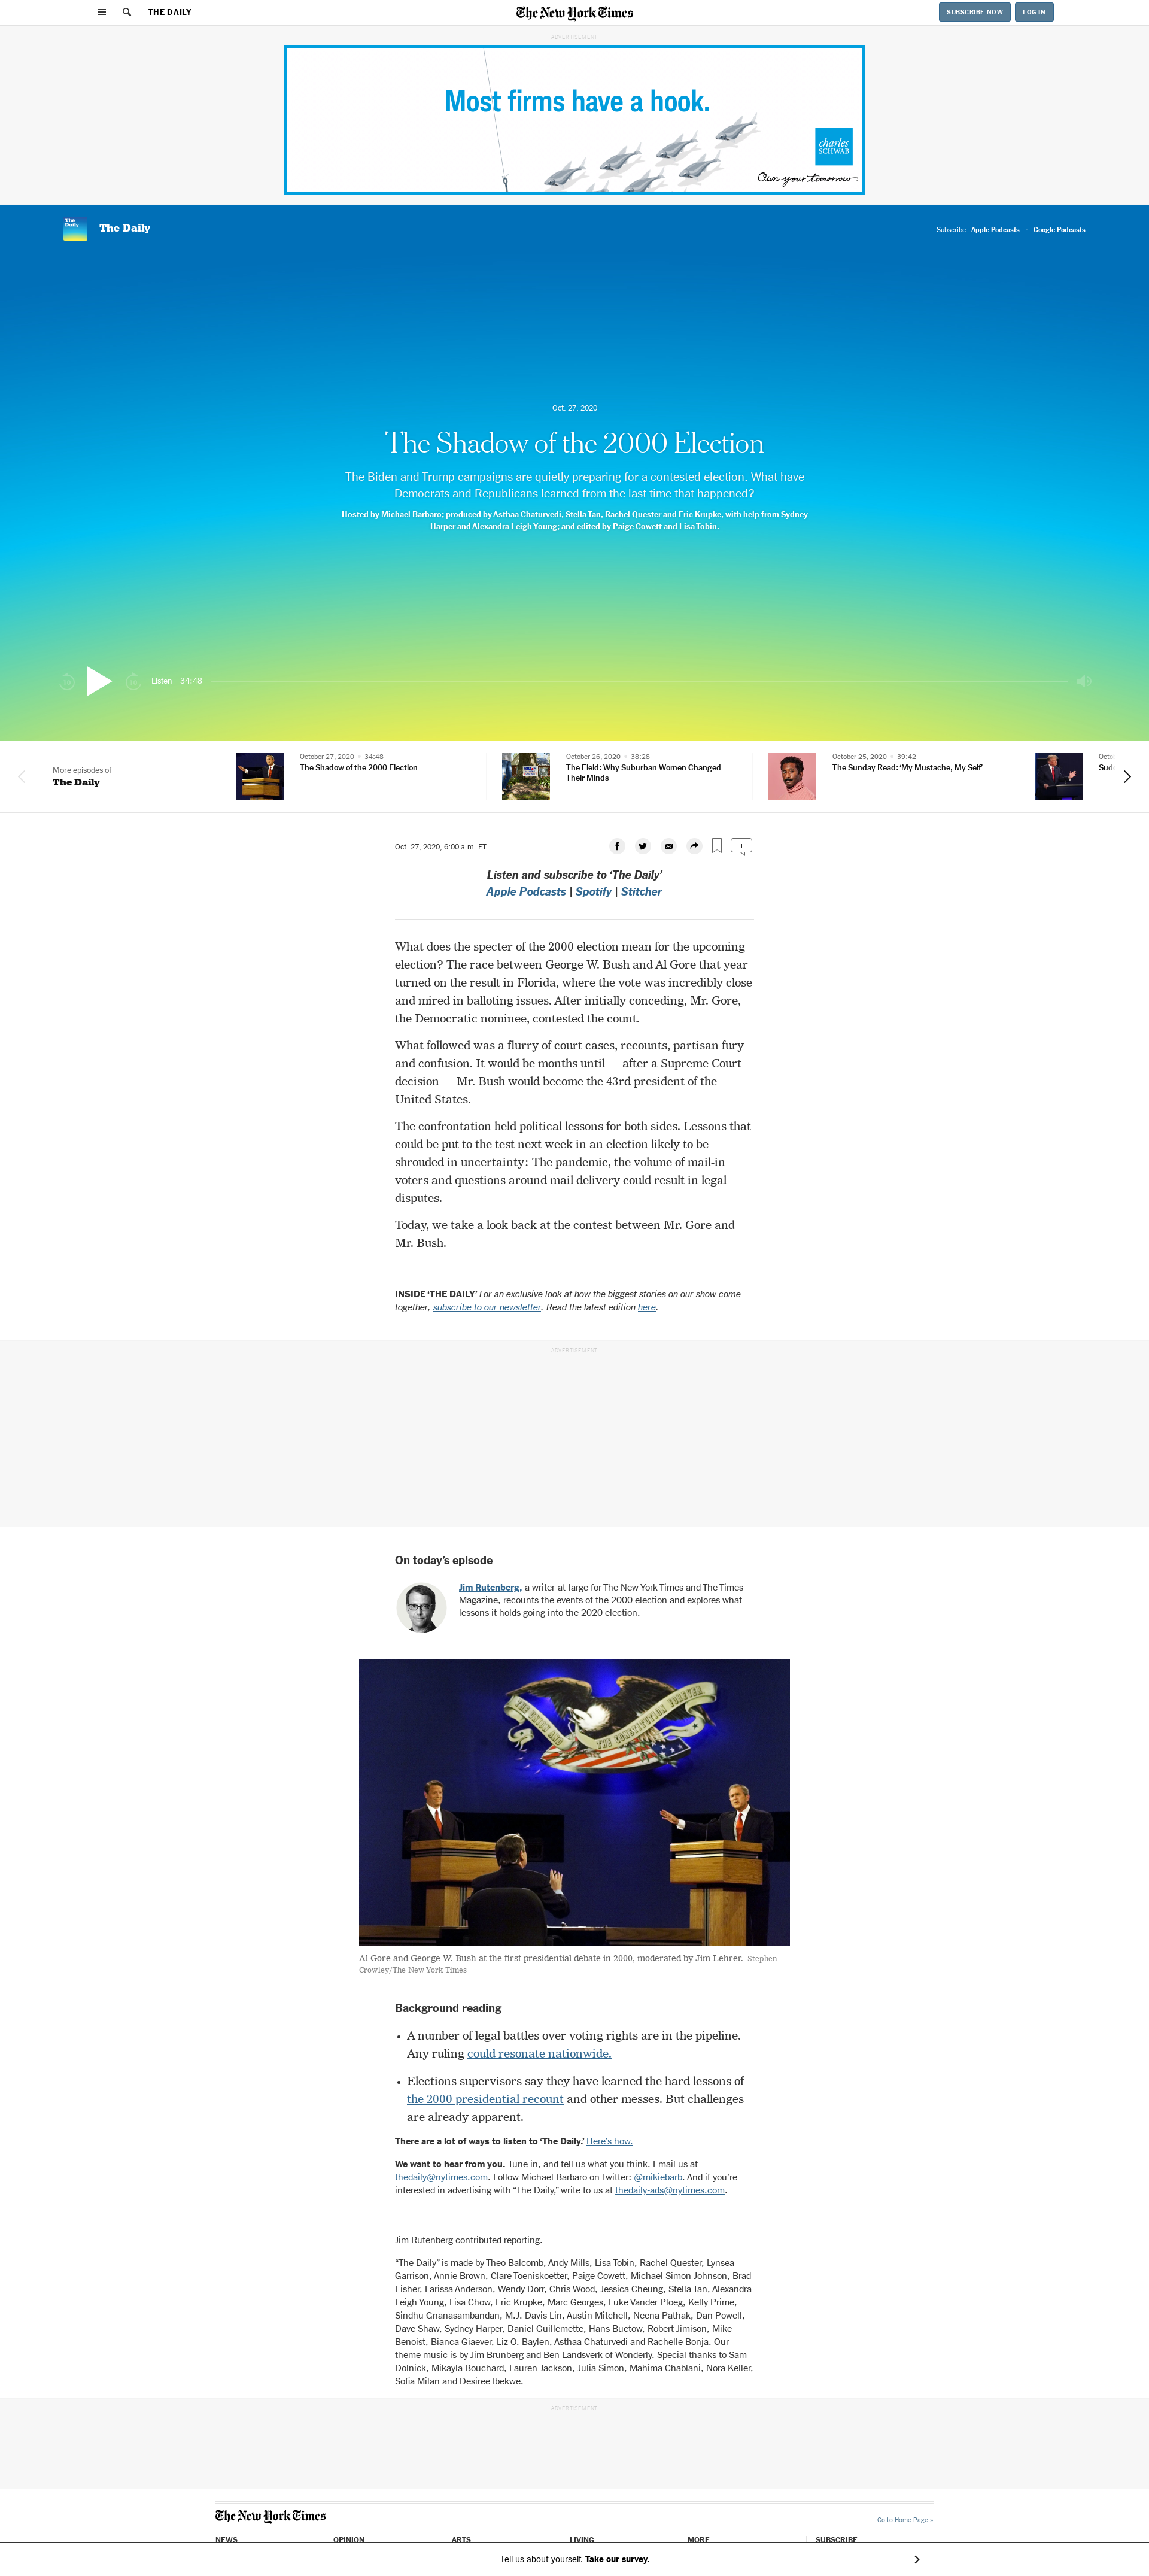 THE DAILY
The New York Times
SUBSCRIBE NOW
LOG IN
ADVERTISEMENT
Most firms have a hook.
charles
SCHWAB
Own your tomorrow
The
Daily
The Daily
Subscribe: Apple Podcasts
Google Podcasts
Oct. 27, 2020
The Shadow of the 2000 Election
The Biden and Trump campaigns are quietly preparing for a contested election. What have
Democrats and Republicans learned from the last time that happened?
Hosted by Michael Barbaro; produced by Asthaa Chaturvedi, Stella Tan, Rachel Quester and Eric Krupke, with help from Sydney
Harper and Alexandra Leigh Young; and edited by Paige Cowett and Lisa Tobin.
Listen 34:48
More episodes of
The Daily
October 27, 2020 • 34:48
The Shadow of the 2000 Election
October 26, 2020 • 38:28
The Field: Why Suburban Women Changed
Their Minds
October 25, 2020 • 39:42
The Sunday Read: ‘My Mustache, My Self’
Oct. 27, 2020, 6:00 a.m. ET
+
Listen and subscribe to ‘The Daily’
Apple Podcasts | Spotify | Stitcher
What does the specter of the 2000 election mean for the upcoming
election? The race between George W. Bush and Al Gore that year
turned on the result in Florida, where the vote was incredibly close
and mired in balloting issues. After initially conceding, Mr. Gore,
the Democratic nominee, contested the count.
What followed was a flurry of court cases, recounts, partisan fury
and confusion. It would be months until — after a Supreme Court
decision — Mr. Bush would become the 43rd president of the
United States.
The confrontation held political lessons for both sides. Lessons that
could be put to the test next week in an election likely to be
shrouded in uncertainty: The pandemic, the volume of mail-in
voters and questions around mail delivery could result in legal
disputes.
Today, we take a look back at the contest between Mr. Gore and
Mr. Bush.
INSIDE ‘THE DAILY’ For an exclusive look at how the biggest stories on our show come
together, subscribe to our newsletter. Read the latest edition here.
ADVERTISEMENT
On today’s episode
Jim Rutenberg, a writer-at-large for The New York Times and The Times
Magazine, recounts the events of the 2000 election and explores what
lessons it holds going into the 2020 election.
THE UNION AND THE CONSTITUTION FOREVER
Al Gore and George W. Bush at the first presidential debate in 2000, moderated by Jim Lehrer. Stephen
Crowley/The New York Times
Background reading
• A number of legal battles over voting rights are in the pipeline.
Any ruling could resonate nationwide.
• Elections supervisors say they have learned the hard lessons of
the 2000 presidential recount and other messes. But challenges
are already apparent.
There are a lot of ways to listen to ‘The Daily.’ Here’s how.
We want to hear from you. Tune in, and tell us what you think. Email us at
thedaily@nytimes.com. Follow Michael Barbaro on Twitter: @mikiebarb. And if you’re
interested in advertising with “The Daily,” write to us at thedaily-ads@nytimes.com.
Jim Rutenberg contributed reporting.
“The Daily” is made by Theo Balcomb, Andy Mills, Lisa Tobin, Rachel Quester, Lynsea
Garrison, Annie Brown, Clare Toeniskoetter, Paige Cowett, Michael Simon Johnson, Brad
Fisher, Larissa Anderson, Wendy Dorr, Chris Wood, Jessica Cheung, Stella Tan, Alexandra
Leigh Young, Lisa Chow, Eric Krupke, Marc Georges, Luke Vander Ploeg, Kelly Prime,
Sindhu Gnanasambandan, M.J. Davis Lin, Austin Mitchell, Neena Pathak, Dan Powell,
Dave Shaw, Sydney Harper, Daniel Guillemette, Hans Buetow, Robert Jimison, Mike
Benoist, Bianca Giaever, Liz O. Baylen, Asthaa Chaturvedi and Rachelle Bonja. Our
theme music is by Jim Brunberg and Ben Landsverk of Wonderly. Special thanks to Sam
Dolnick, Mikayla Bouchard, Lauren Jackson, Julia Simon, Mahima Chablani, Nora Keller,
Sofia Milan and Desiree Ibekwe.
ADVERTISEMENT
The New York Times
Go to Home Page »
NEWS
OPINION
ARTS
LIVING
MORE
SUBSCRIBE
Tell us about yourself. Take our survey.